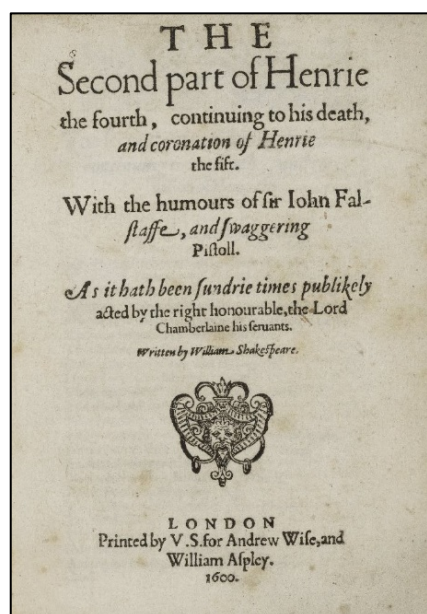 THE
Second part of Henrie
the fourth, continuing to his death,
and coronation of Henrie
the fift.
With the humours of ſir Iohn Fal-
ſtaffe, and ſwaggering
Piſtoll.
As it hath been ſundrie times publikely
acted by the right honourable, the Lord
Chamberlaine his ſeruants.
Written by William Shakeſpeare.
LONDON
Printed by V.S. for Andrew Wiſe, and
William Aſpley.
1600.